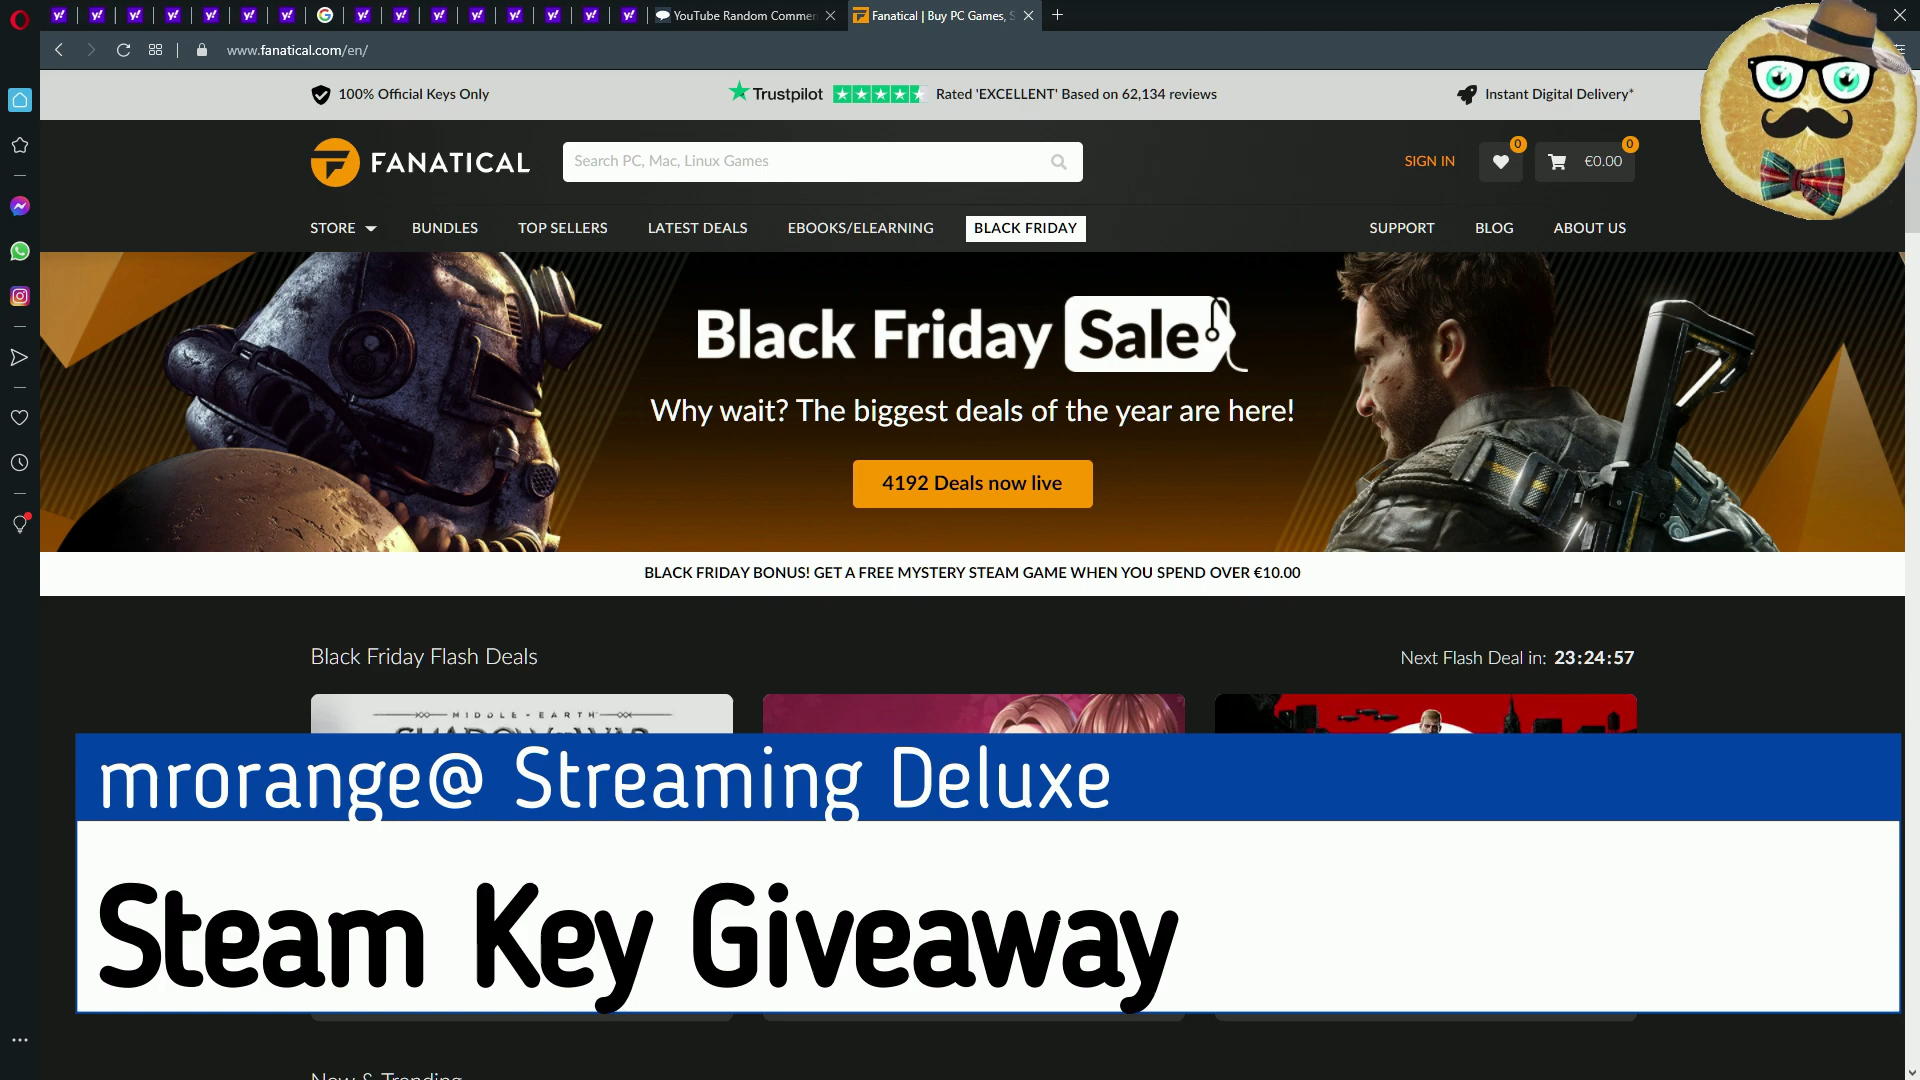 YouTube Random Commen
Fanatical | Buy PC Games, S
www.fanatical.com/en/
100% Official Keys Only
Trustpilot
Rated 'EXCELLENT' Based on 62,134 reviews
Instant Digital Delivery*
FANATICAL
Search PC, Mac, Linux Games
SIGN IN
0
0
€0.00
STORE
BUNDLES
TOP SELLERS
LATEST DEALS
EBOOKS/ELEARNING
BLACK FRIDAY
SUPPORT
BLOG
ABOUT US
Black Friday Sale
Why wait? The biggest deals of the year are here!
4192 Deals now live
BLACK FRIDAY BONUS! GET A FREE MYSTERY STEAM GAME WHEN YOU SPEND OVER €10.00
Black Friday Flash Deals
Next Flash Deal in: 23:24:57
MIDDLE-EARTH
SHADOW OF WAR
mrorange@ Streaming Deluxe
Steam Key Giveaway
New & Trending